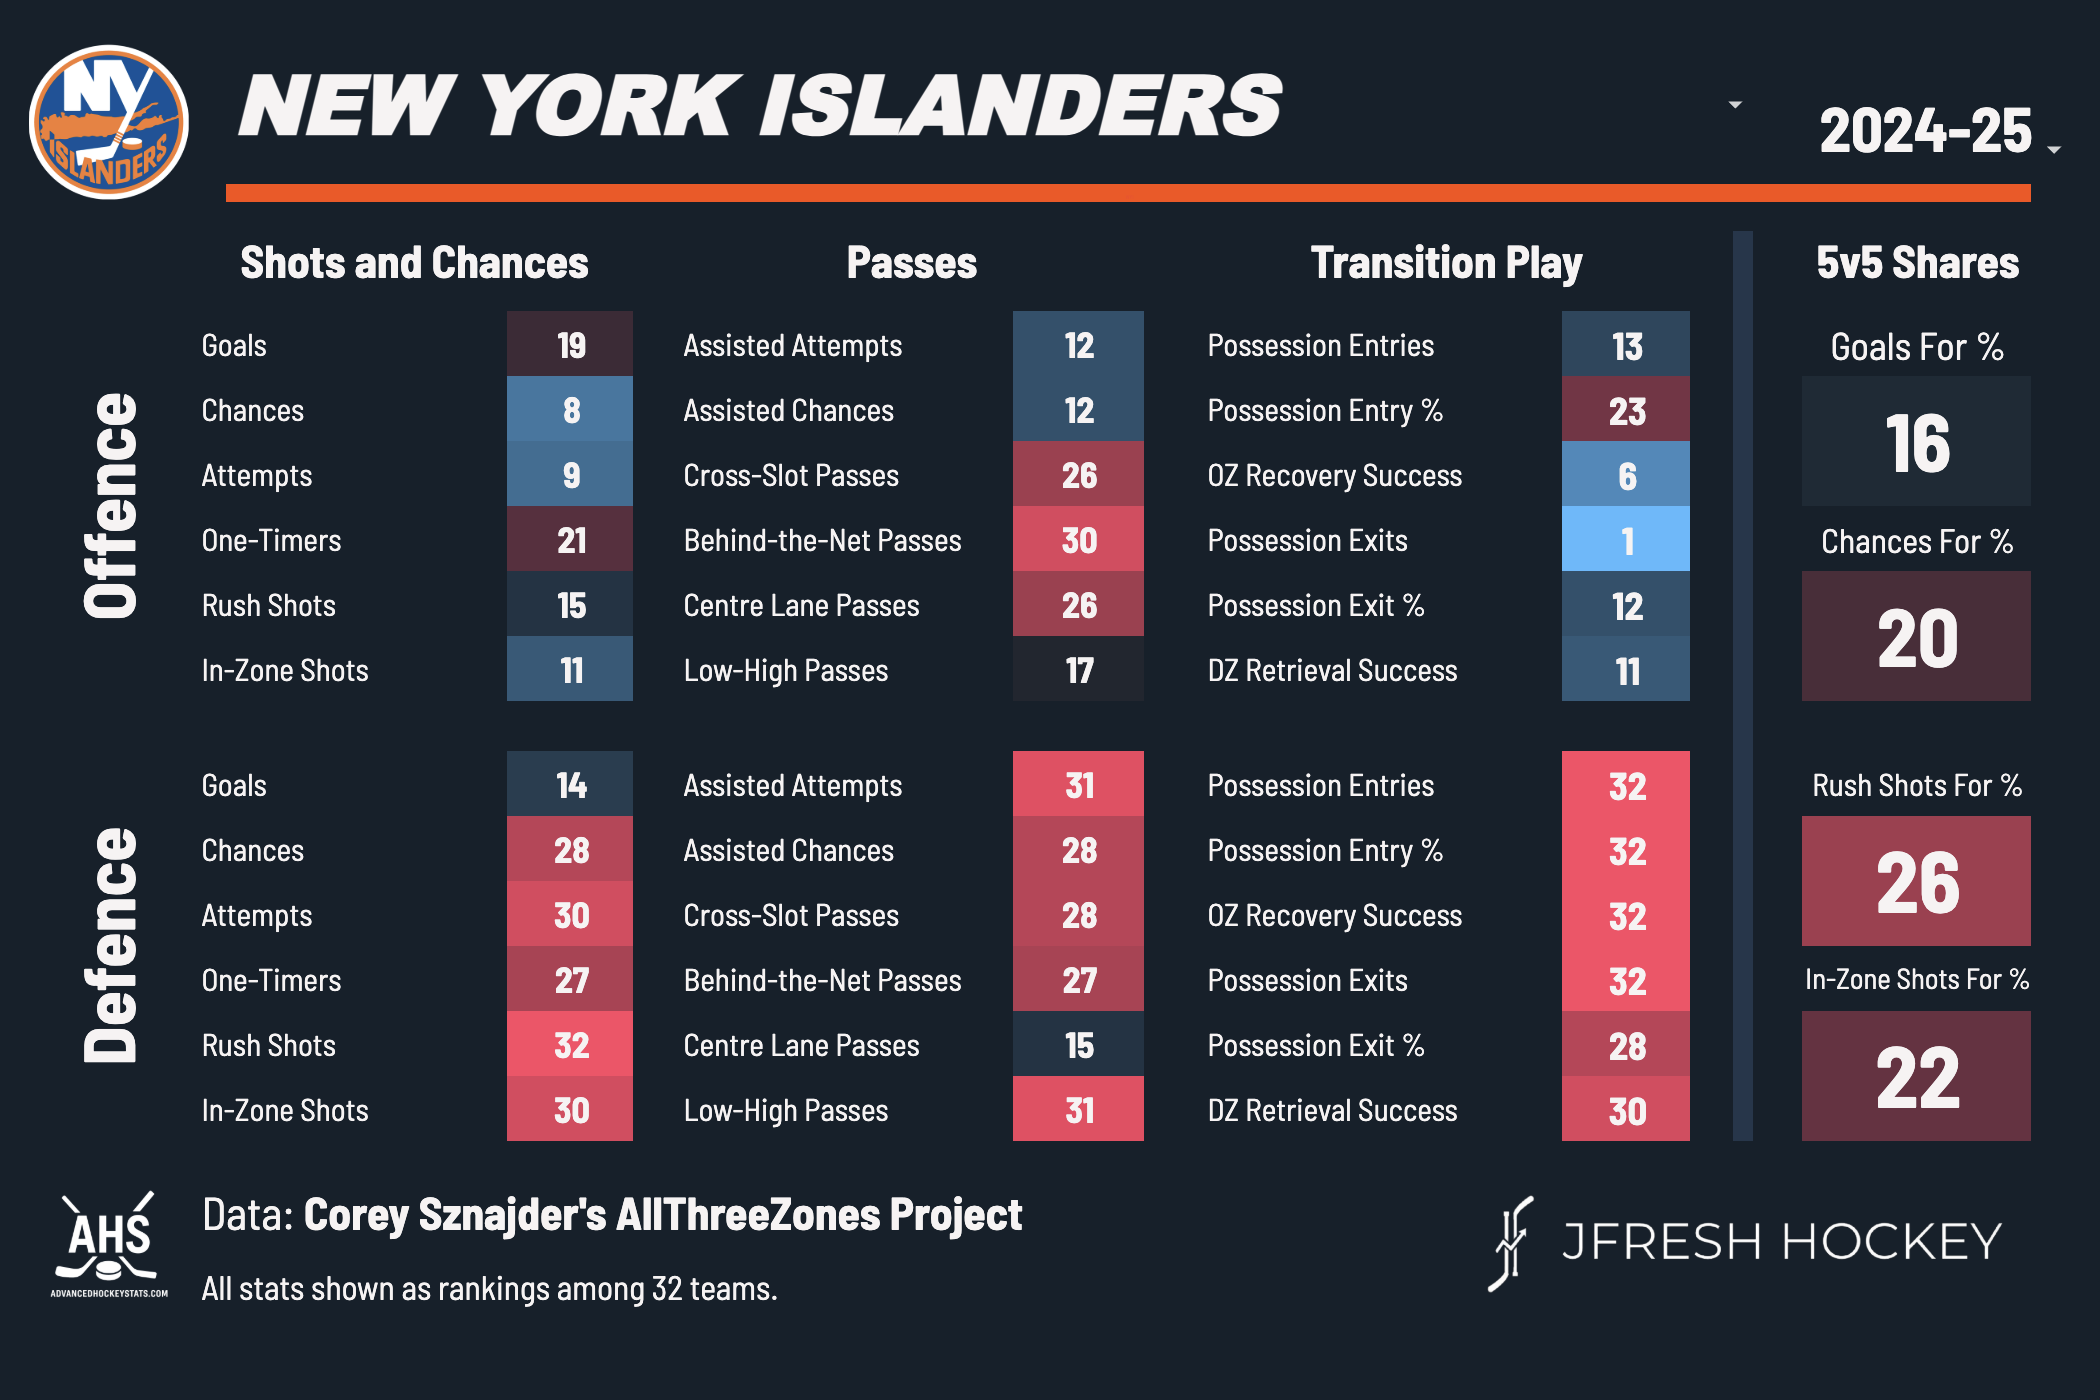 NY
ISLANDERS
NEW YORK ISLANDERS
2024-25
Shots and Chances
Passes
Transition Play
5v5 Shares
Offence
Goals 19
Chances 8
Attempts 9
One-Timers 21
Rush Shots 15
In-Zone Shots 11
Assisted Attempts 12
Assisted Chances 12
Cross-Slot Passes 26
Behind-the-Net Passes 30
Centre Lane Passes 26
Low-High Passes 17
Possession Entries 13
Possession Entry % 23
OZ Recovery Success 6
Possession Exits 1
Possession Exit % 12
DZ Retrieval Success 11
Goals For %
16
Chances For %
20
Defence
Goals 14
Chances 28
Attempts 30
One-Timers 27
Rush Shots 32
In-Zone Shots 30
Assisted Attempts 31
Assisted Chances 28
Cross-Slot Passes 28
Behind-the-Net Passes 27
Centre Lane Passes 15
Low-High Passes 31
Possession Entries 32
Possession Entry % 32
OZ Recovery Success 32
Possession Exits 32
Possession Exit % 28
DZ Retrieval Success 30
Rush Shots For %
26
In-Zone Shots For %
22
AHS
ADVANCEDHOCKEYSTATS.COM
Data: Corey Sznajder's AllThreeZones Project
All stats shown as rankings among 32 teams.
JFRESH HOCKEY